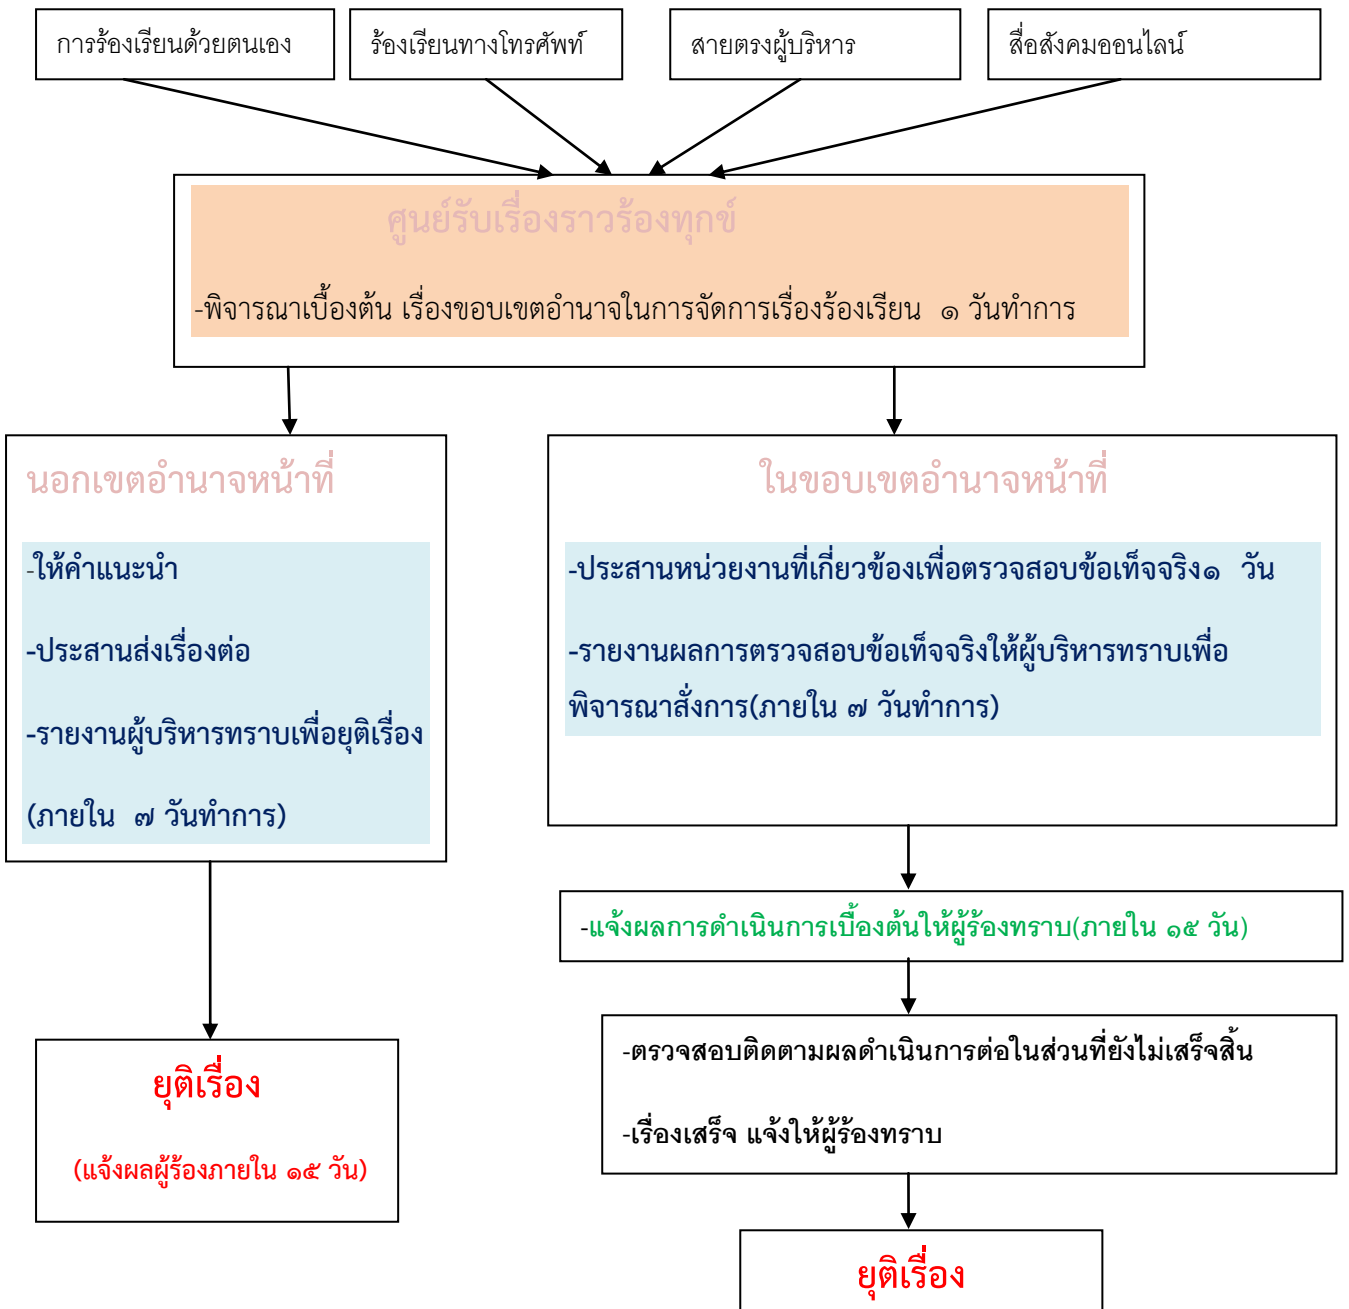 การร้องเรียนด้วยตนเอง
ร้องเรียนทางโทรศัพท์
สายตรงผู้บริหาร
สื่อสังคมออนไลน์
ศูนย์รับเรื่องราวร้องทุกข์
-พิจารณาเบื้องต้น เรื่องขอบเขตอำนาจในการจัดการเรื่องร้องเรียน ๑ วันทำการ
นอกเขตอำนาจหน้าที่
-ให้คำแนะนำ
-ประสานส่งเรื่องต่อ
-รายงานผู้บริหารทราบเพื่อยุติเรื่อง
(ภายใน ๗ วันทำการ)
ในขอบเขตอำนาจหน้าที่
-ประสานหน่วยงานที่เกี่ยวข้องเพื่อตรวจสอบข้อเท็จจริง๑ วัน
-รายงานผลการตรวจสอบข้อเท็จจริงให้ผู้บริหารทราบเพื่อ
พิจารณาสั่งการ(ภายใน ๗ วันทำการ)
-แจ้งผลการดำเนินการเบื้องต้นให้ผู้ร้องทราบ(ภายใน ๑๕ วัน)
-ตรวจสอบติดตามผลดำเนินการต่อในส่วนที่ยังไม่เสร็จสิ้น
-เรื่องเสร็จ แจ้งให้ผู้ร้องทราบ
ยุติเรื่อง
(แจ้งผลผู้ร้องภายใน ๑๕ วัน)
ยุติเรื่อง